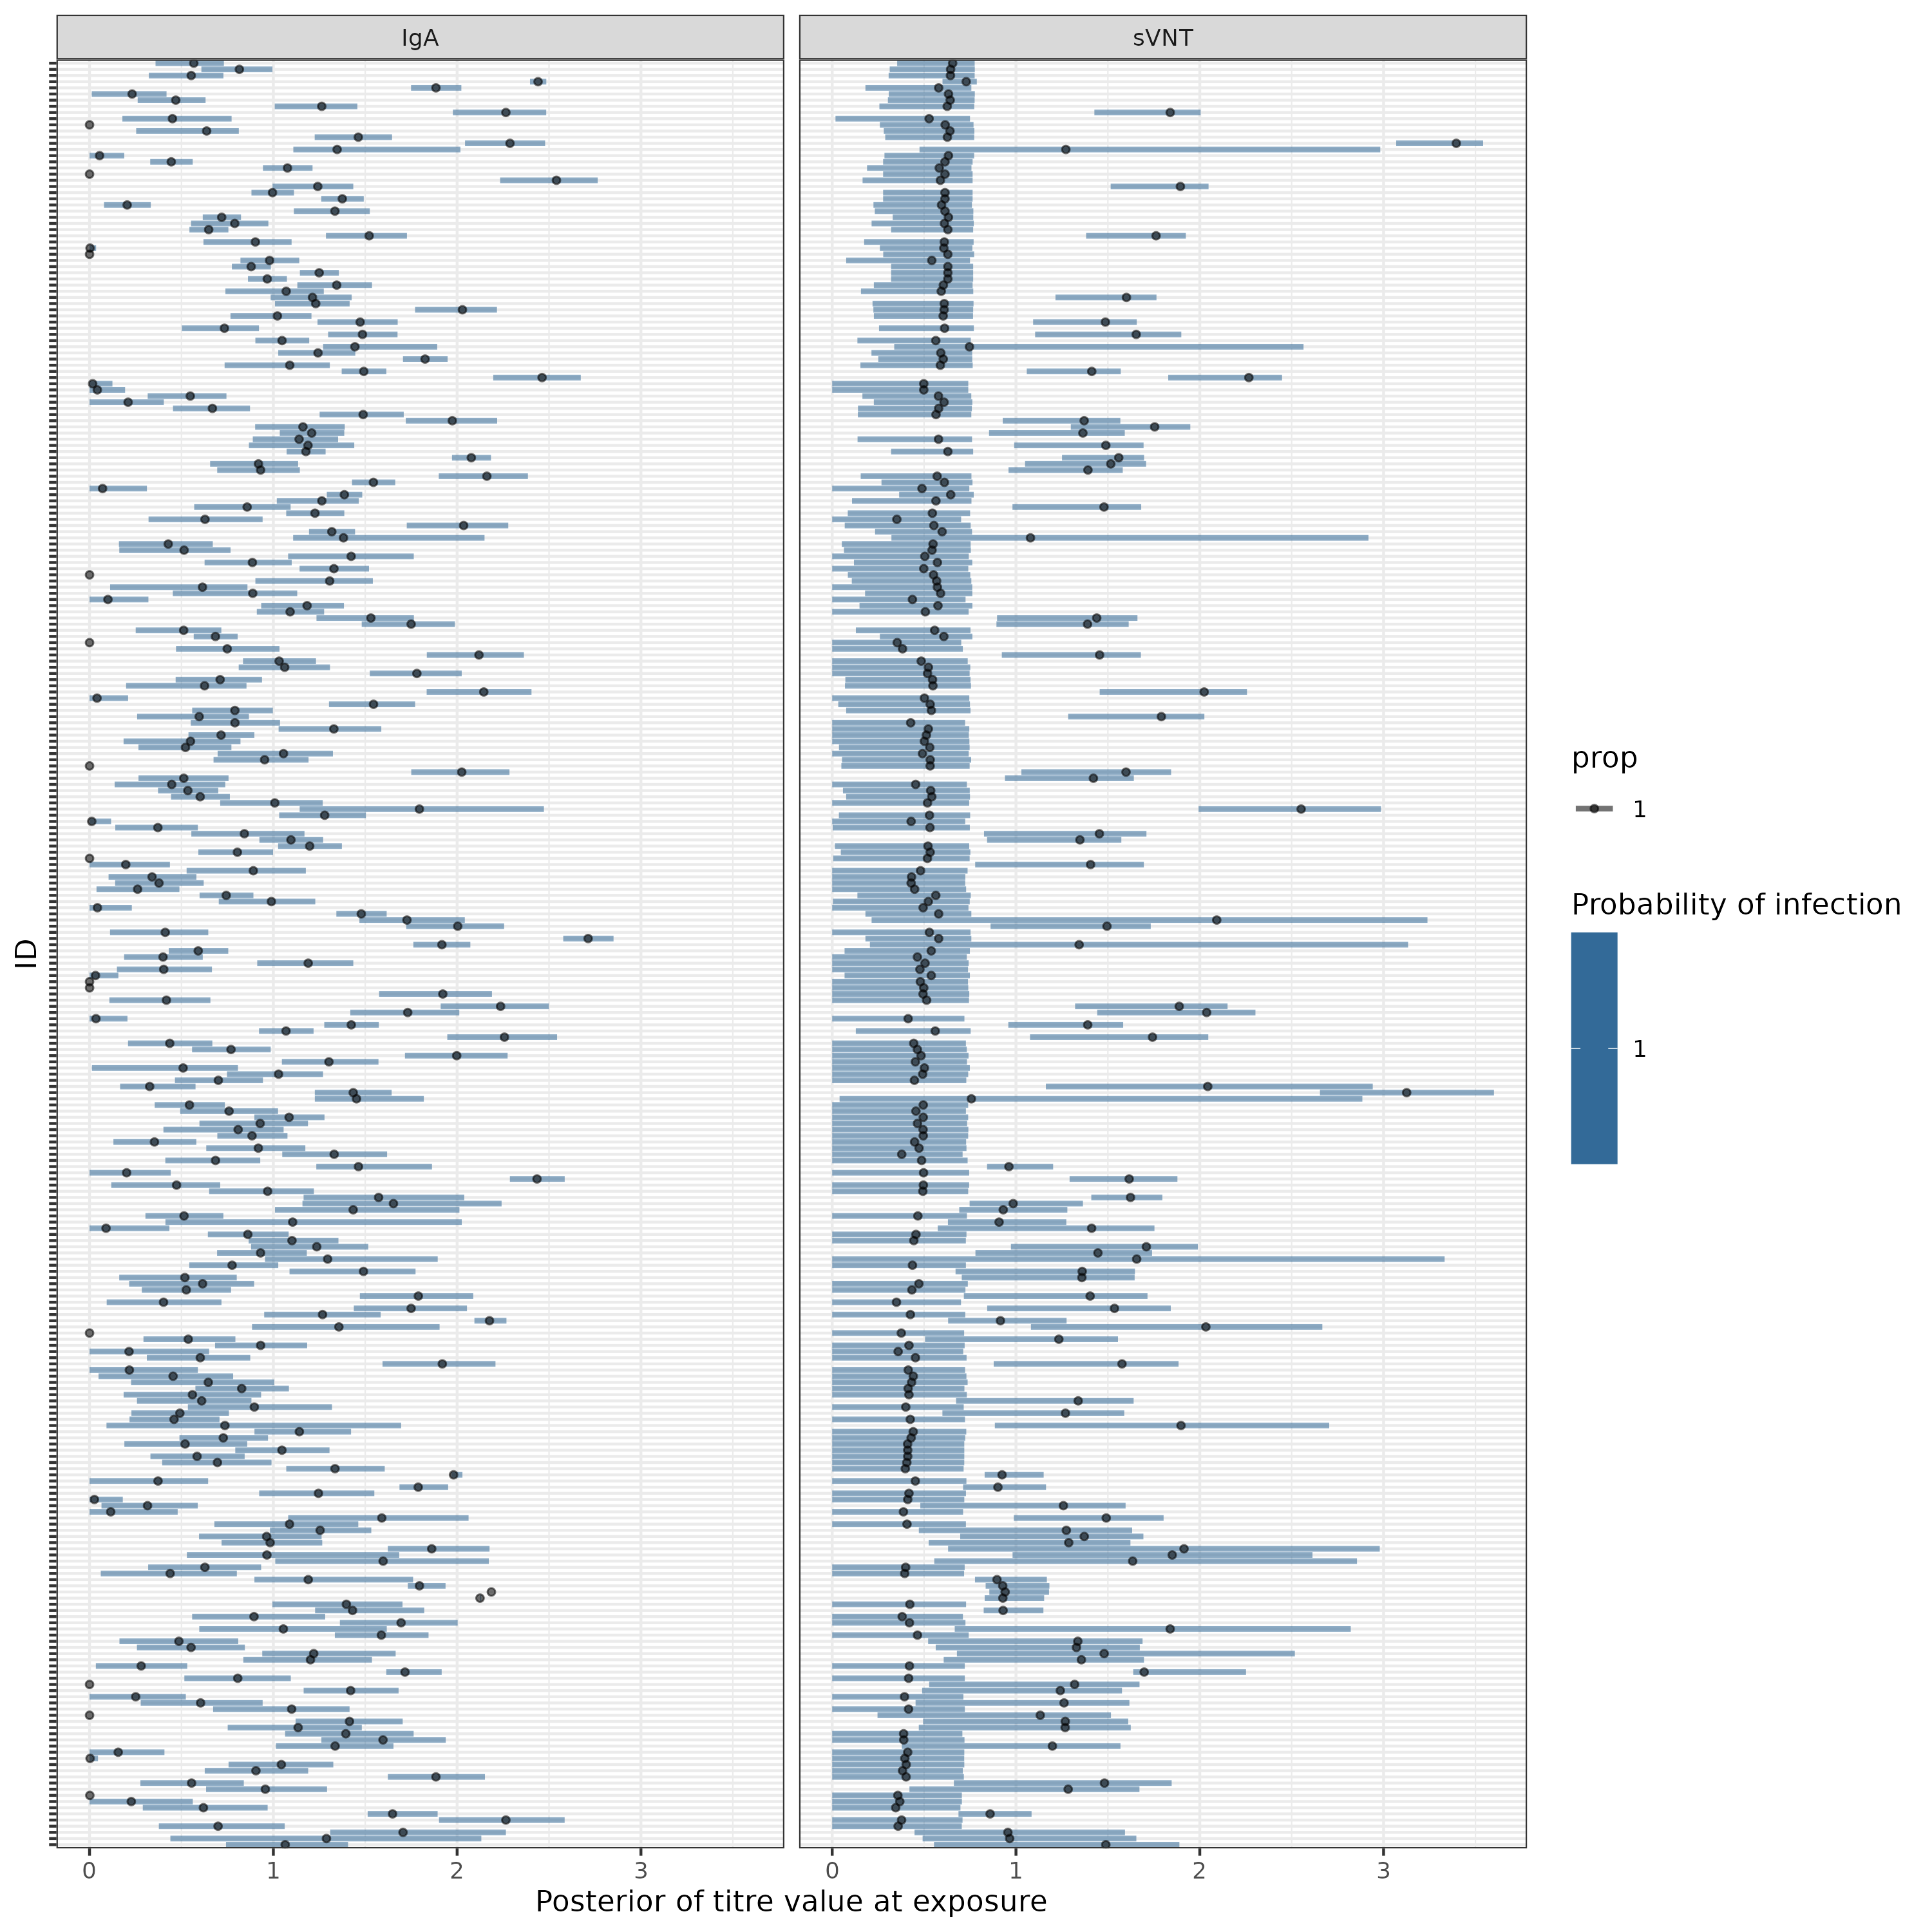 IgA
sVNT
ID
0
1
2
3
0
1
2
3
Posterior of titre value at exposure
prop
1
Probability of infection
1